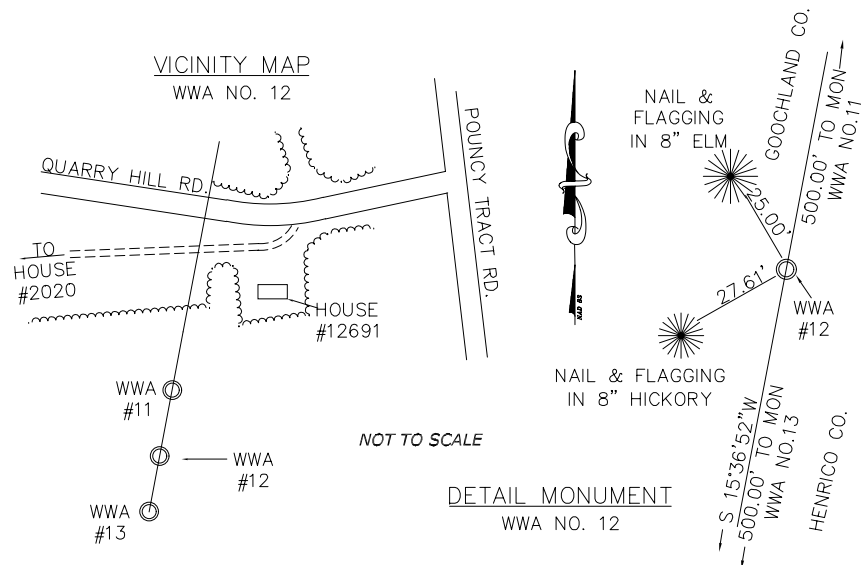 VICINITY MAP
WWA NO. 12
QUARRY HILL RD.
POUNCY TRACT RD.
TO
HOUSE
#2020
HOUSE
#12691
WWA
#11
WWA
#12
WWA
#13
NOT TO SCALE
NAD 83
NAIL &
FLAGGING
IN 8" ELM
GOOCHLAND CO.
500.00' TO MON
WWA NO.11
25.00'
27.61'
WWA
#12
NAIL & FLAGGING
IN 8" HICKORY
S 15°36'52"W
500.00' TO MON
WWA NO.13
HENRICO CO.
DETAIL MONUMENT
WWA NO. 12